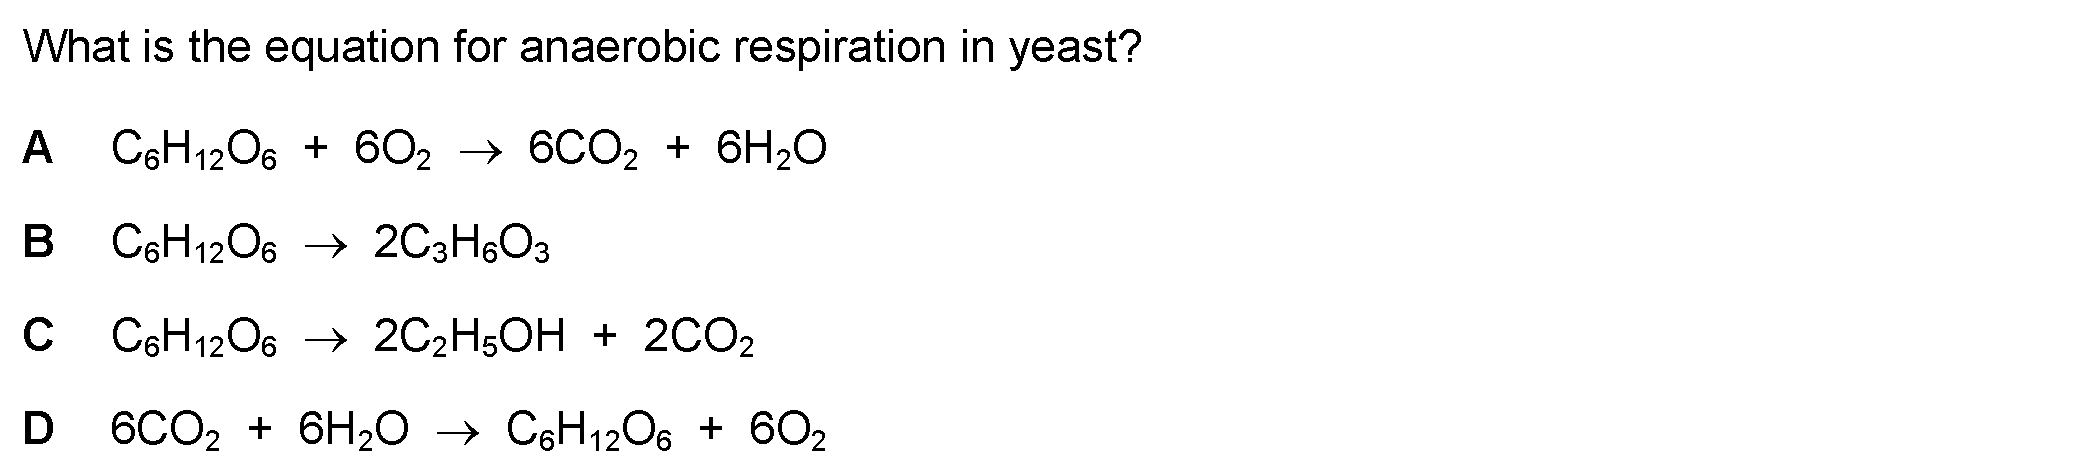 What is the equation for anaerobic respiration in yeast?
A C₆H₁₂O₆ + 6O₂ → 6CO₂ + 6H₂O
B C₆H₁₂O₆ → 2C₃H₆O₃
C C₆H₁₂O₆ → 2C₂H₅OH + 2CO₂
D 6CO₂ + 6H₂O → C₆H₁₂O₆ + 6O₂